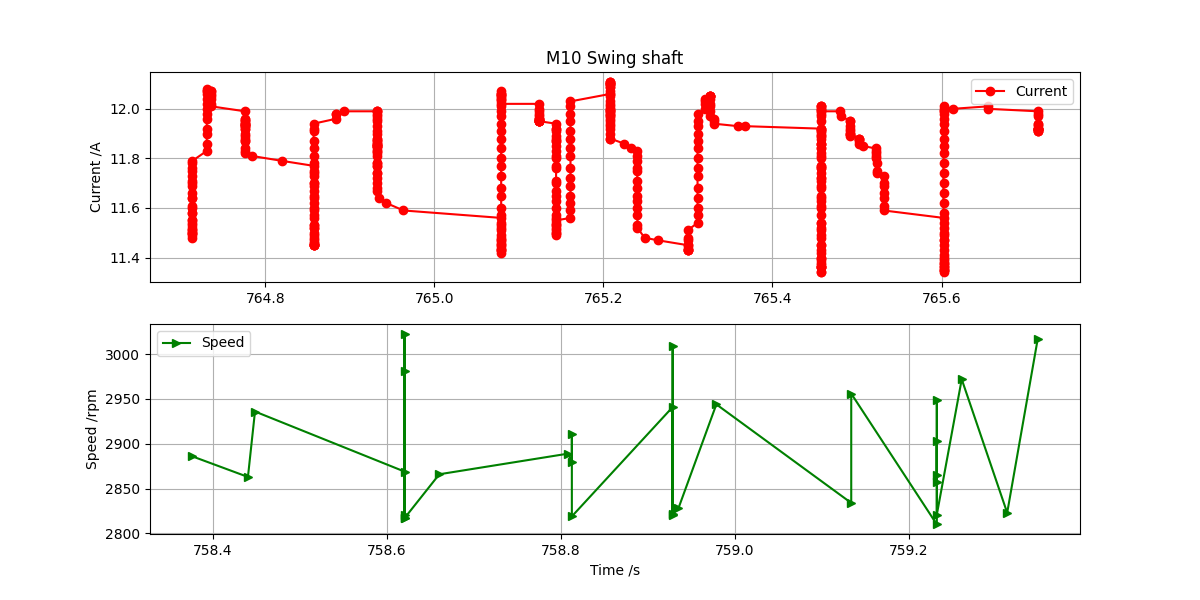 M10 Swing shaft
Current /A
12.0
11.8
11.6
11.4
Current
764.8 765.0 765.2 765.4 765.6
Speed /rpm
3000
2950
2900
2850
2800
Speed
758.4 758.6 758.8 759.0 759.2
Time /s